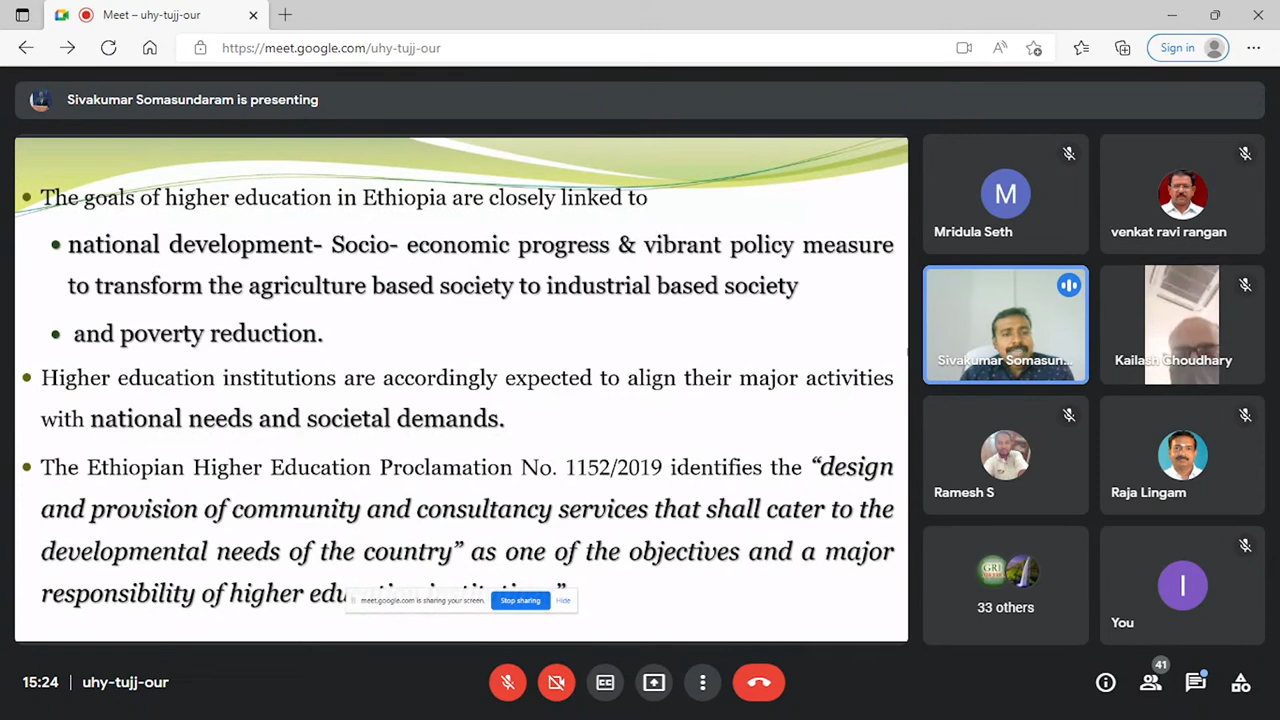 Meet – uhy-tujj-our
https://meet.google.com/uhy-tujj-our
Sign in
Sivakumar Somasundaram is presenting
• The goals of higher education in Ethiopia are closely linked to
• national development- Socio- economic progress & vibrant policy measure
to transform the agriculture based society to industrial based society
• and poverty reduction.
• Higher education institutions are accordingly expected to align their major activities
with national needs and societal demands.
• The Ethiopian Higher Education Proclamation No. 1152/2019 identifies the “design
and provision of community and consultancy services that shall cater to the
developmental needs of the country” as one of the objectives and a major
responsibility of higher
meet.google.com is sharing your screen.
Stop sharing
Hide
M
Mridula Seth
venkat ravi rangan
Sivakumar Somasun...
Kailash Choudhary
Ramesh S
Raja Lingam
GRI
33 others
I
You
15:24 | uhy-tujj-our
CC
41